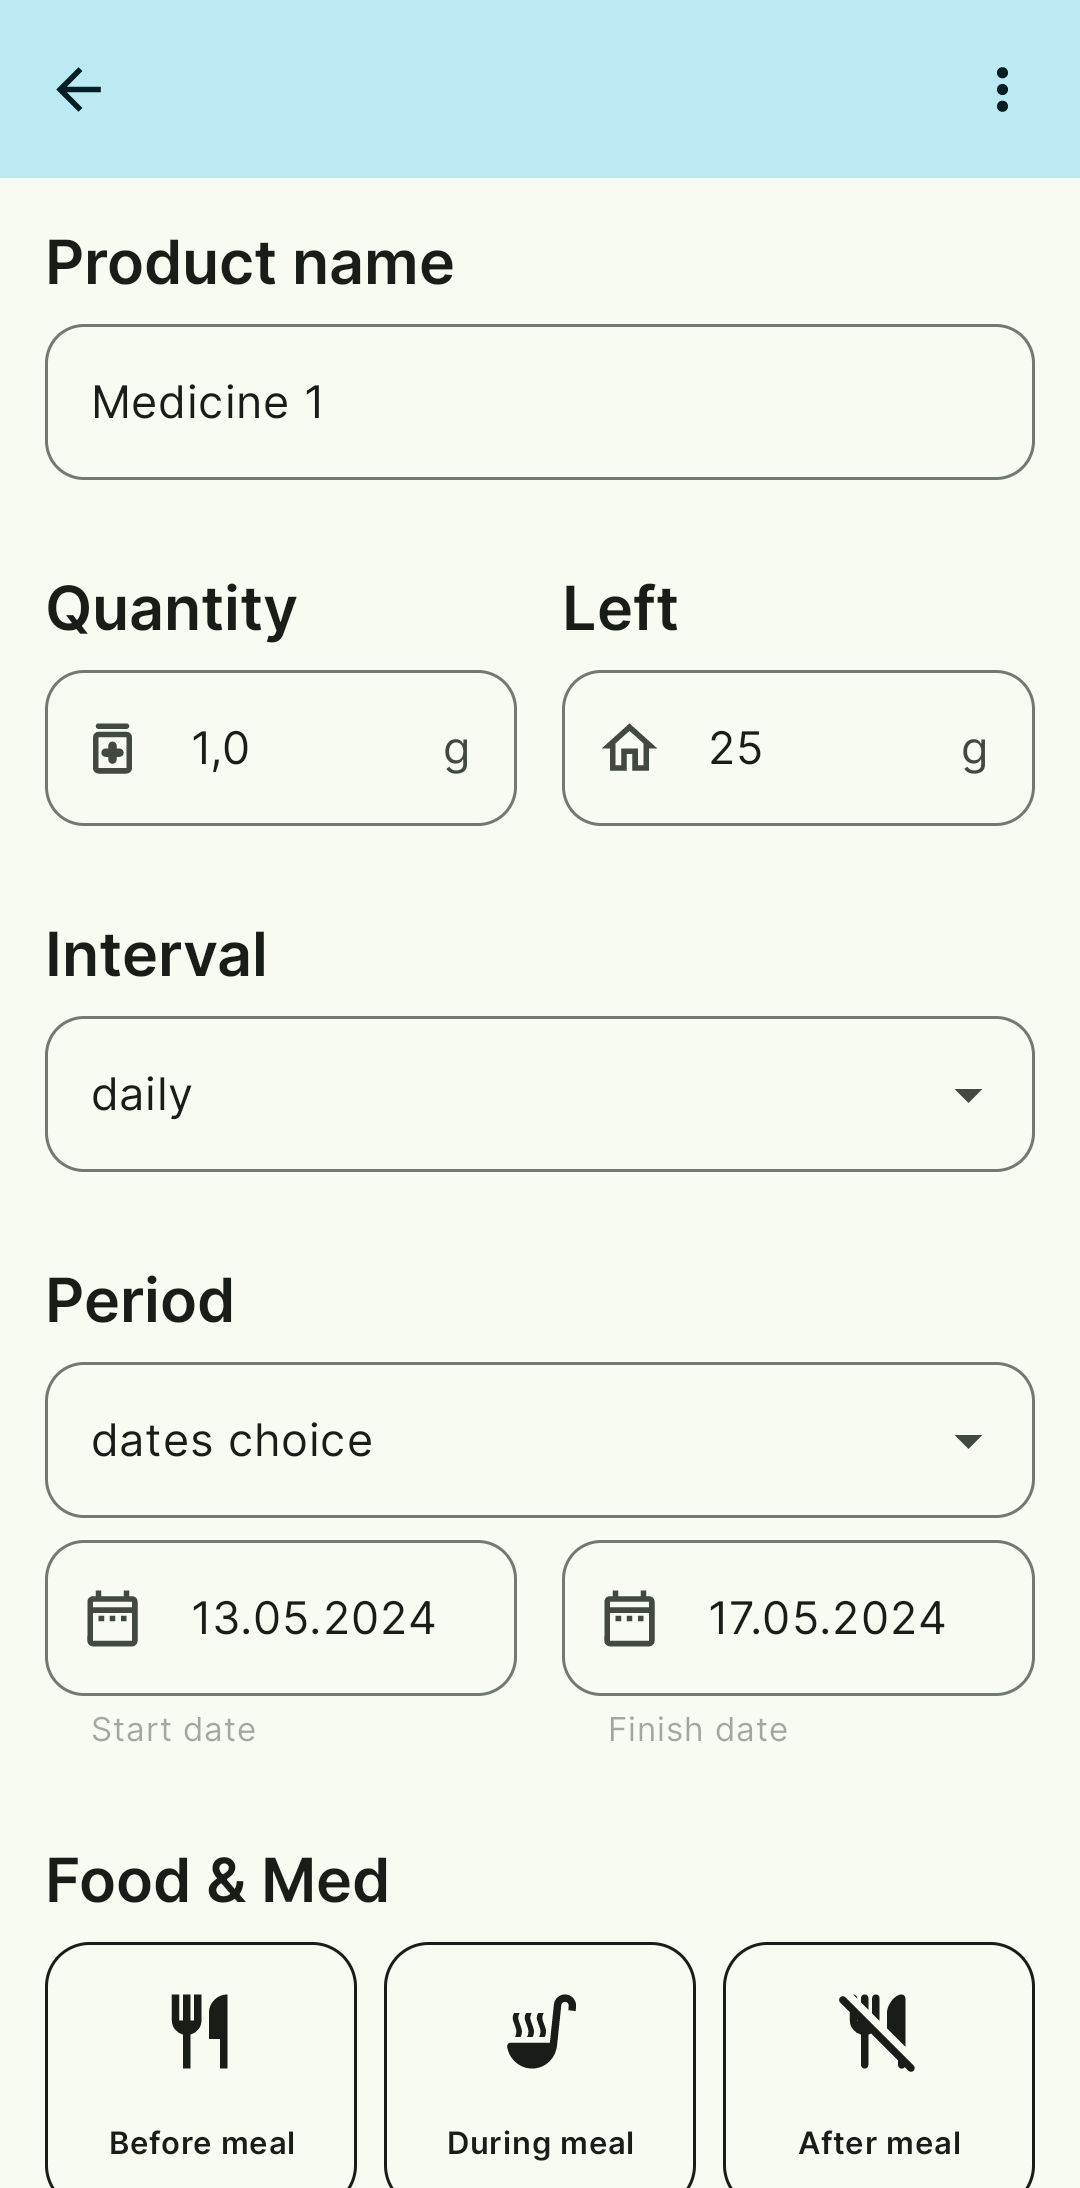 Product name
Medicine 1
Quantity
Left
1,0 g
25 g
Interval
daily
Period
dates choice
13.05.2024
17.05.2024
Start date
Finish date
Food & Med
Before meal
During meal
After meal